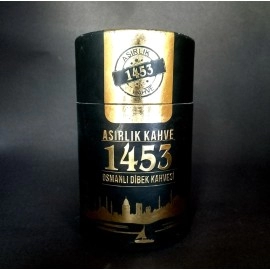 ASIRLIK
1453
KAHVE
ASIRLIK KAHVE
1453
OSMANLI DİBEK KAHVESİ